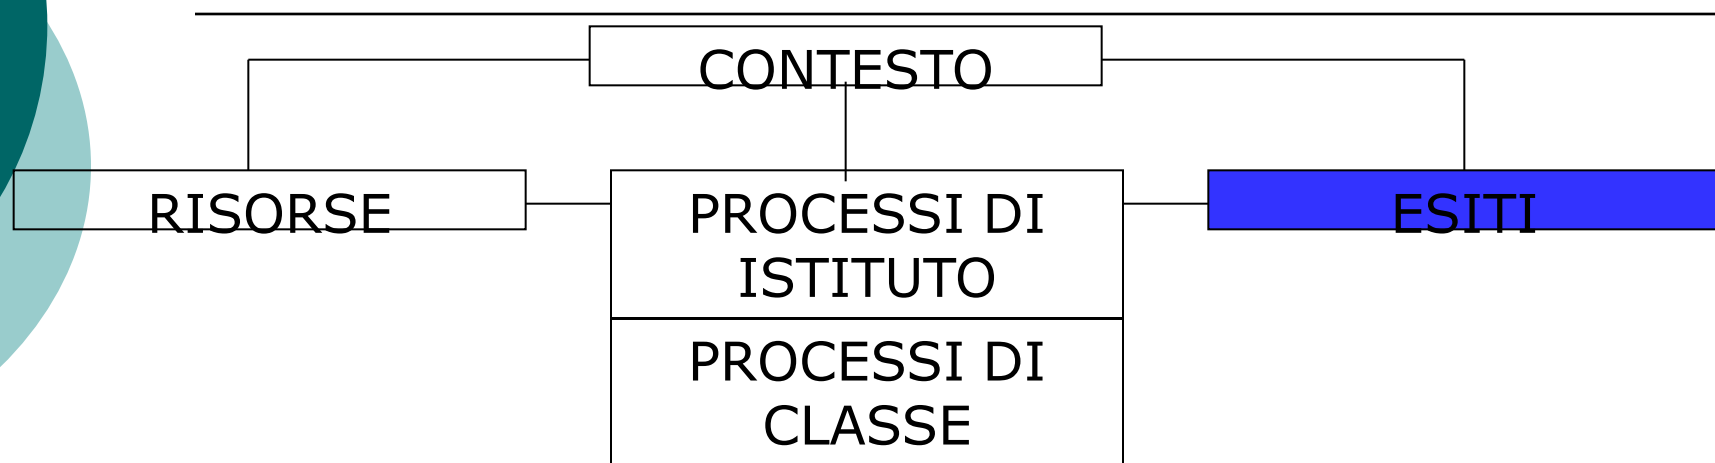 CONTESTO
RISORSE
PROCESSI DI
ISTITUTO
ESITI
PROCESSI DI
CLASSE